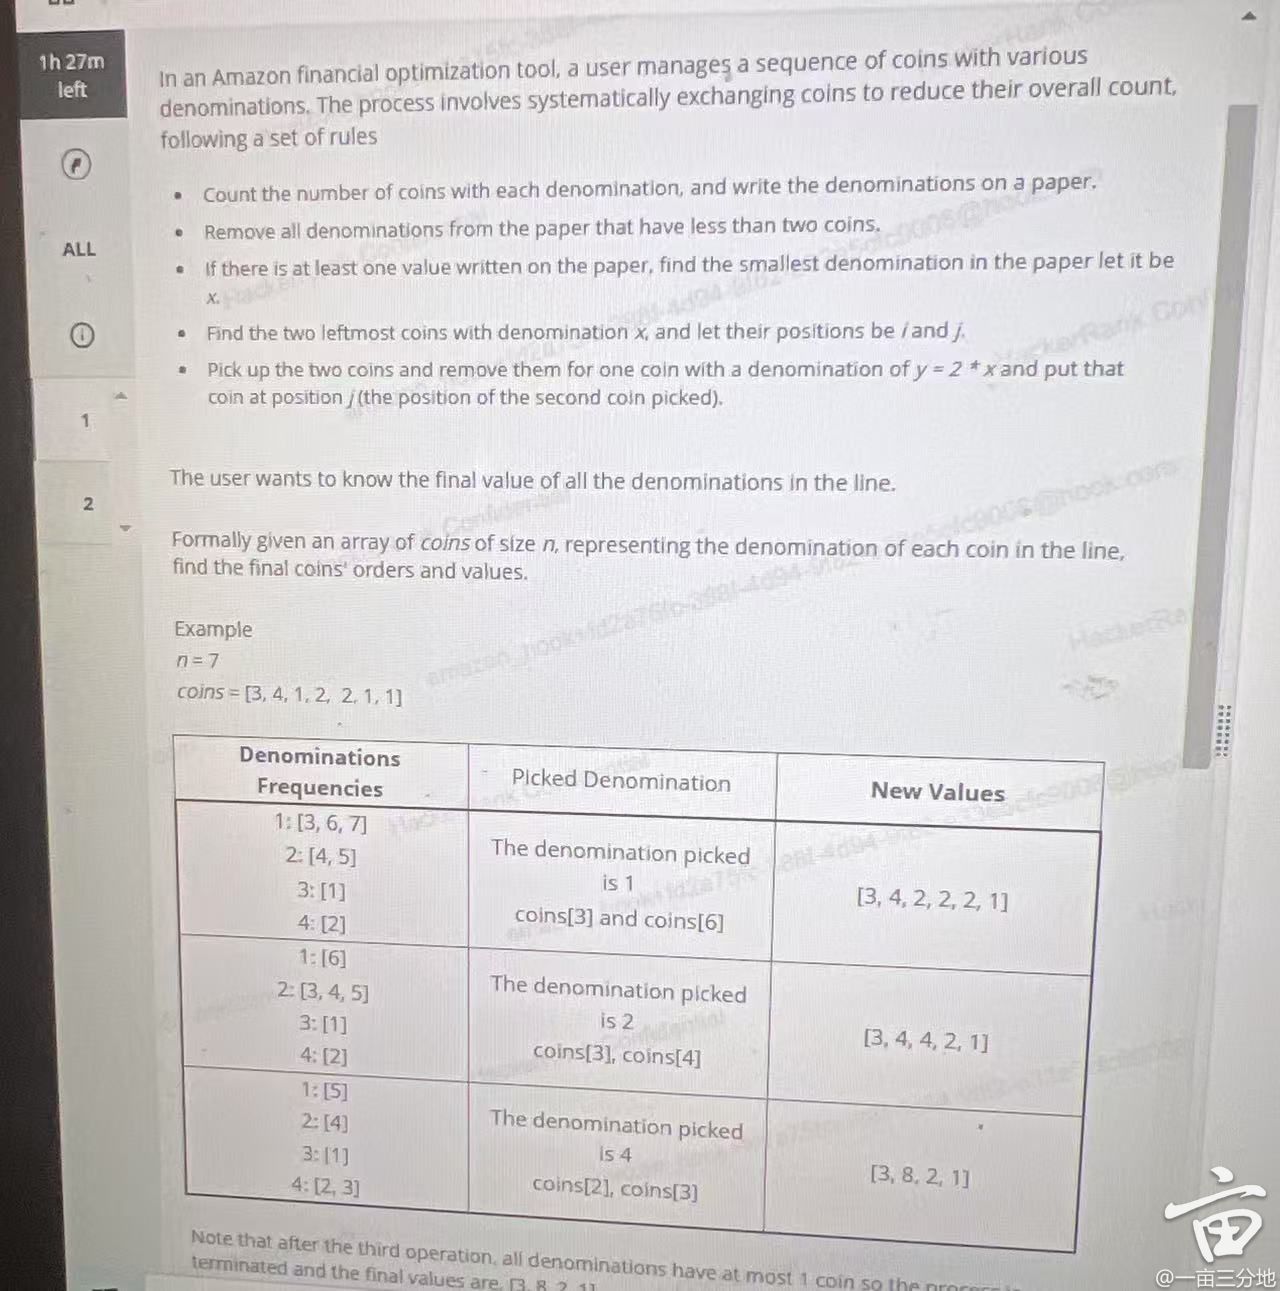 1h 27m
left
ALL
1
2
In an Amazon financial optimization tool, a user manages a sequence of coins with various
denominations. The process involves systematically exchanging coins to reduce their overall count,
following a set of rules
• Count the number of coins with each denomination, and write the denominations on a paper.
• Remove all denominations from the paper that have less than two coins.
• If there is at least one value written on the paper, find the smallest denomination in the paper let it be
x.
• Find the two leftmost coins with denomination x, and let their positions be i and j.
• Pick up the two coins and remove them for one coin with a denomination of y = 2 * x and put that
coin at position j (the position of the second coin picked).
The user wants to know the final value of all the denominations in the line.
Formally given an array of coins of size n, representing the denomination of each coin in the line,
find the final coins' orders and values.
Example
n = 7
coins = [3, 4, 1, 2, 2, 1, 1]
Denominations
Frequencies
Picked Denomination
New Values
1: [3, 6, 7]
2: [4, 5]
3: [1]
4: [2]
The denomination picked
is 1
coins[3] and coins[6]
[3, 4, 2, 2, 2, 1]
1: [6]
2: [3, 4, 5]
3: [1]
4: [2]
The denomination picked
is 2
coins[3], coins[4]
[3, 4, 4, 2, 1]
1: [5]
2: [4]
3: [1]
4: [2, 3]
The denomination picked
is 4
coins[2], coins[3]
[3, 8, 2, 1]
Note that after the third operation, all denominations have at most 1 coin so the process is
terminated and the final values are, [3, 8, 2, 1]
亩
@一亩三分地